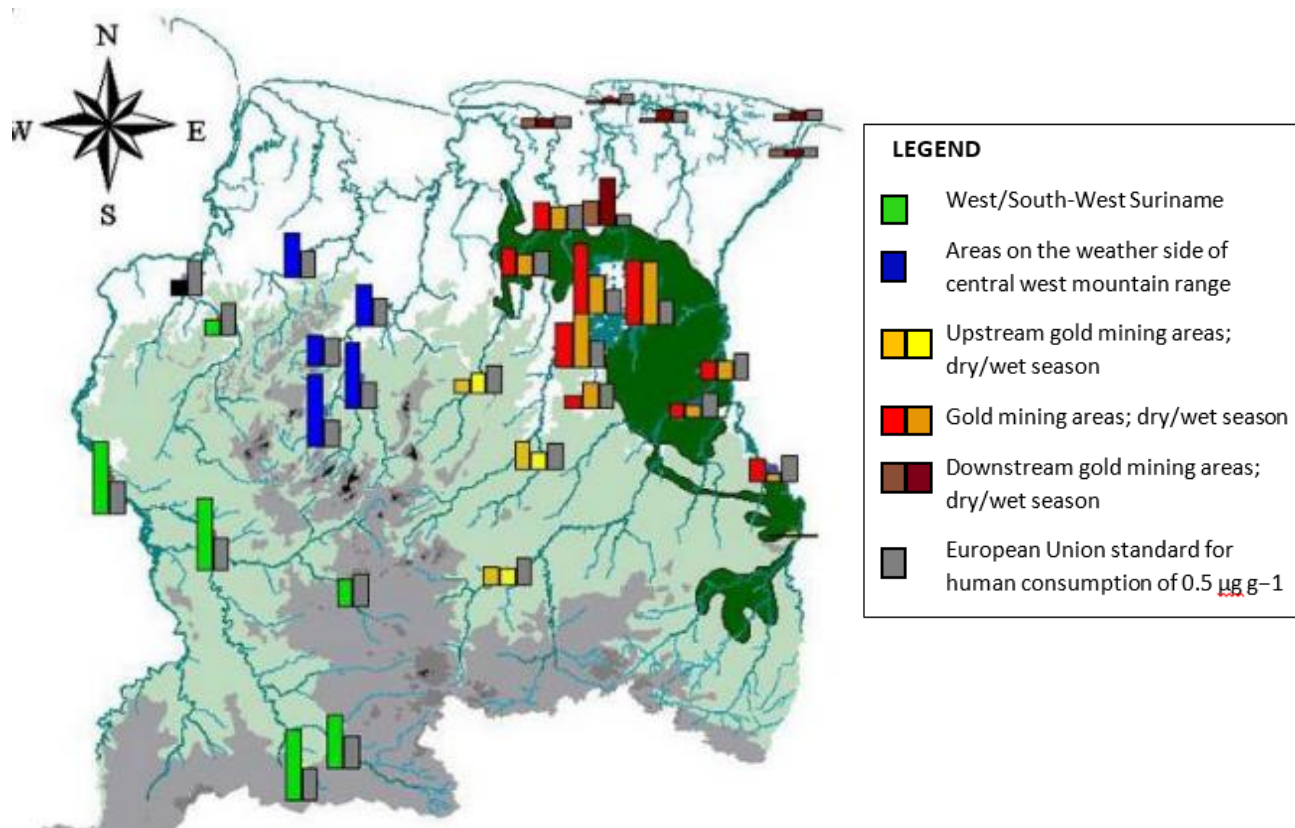 N
W
E
S
LEGEND
West/South-West Suriname
Areas on the weather side of
central west mountain range
Upstream gold mining areas;
dry/wet season
Gold mining areas; dry/wet season
Downstream gold mining areas;
dry/wet season
European Union standard for
human consumption of 0.5 µg g–1